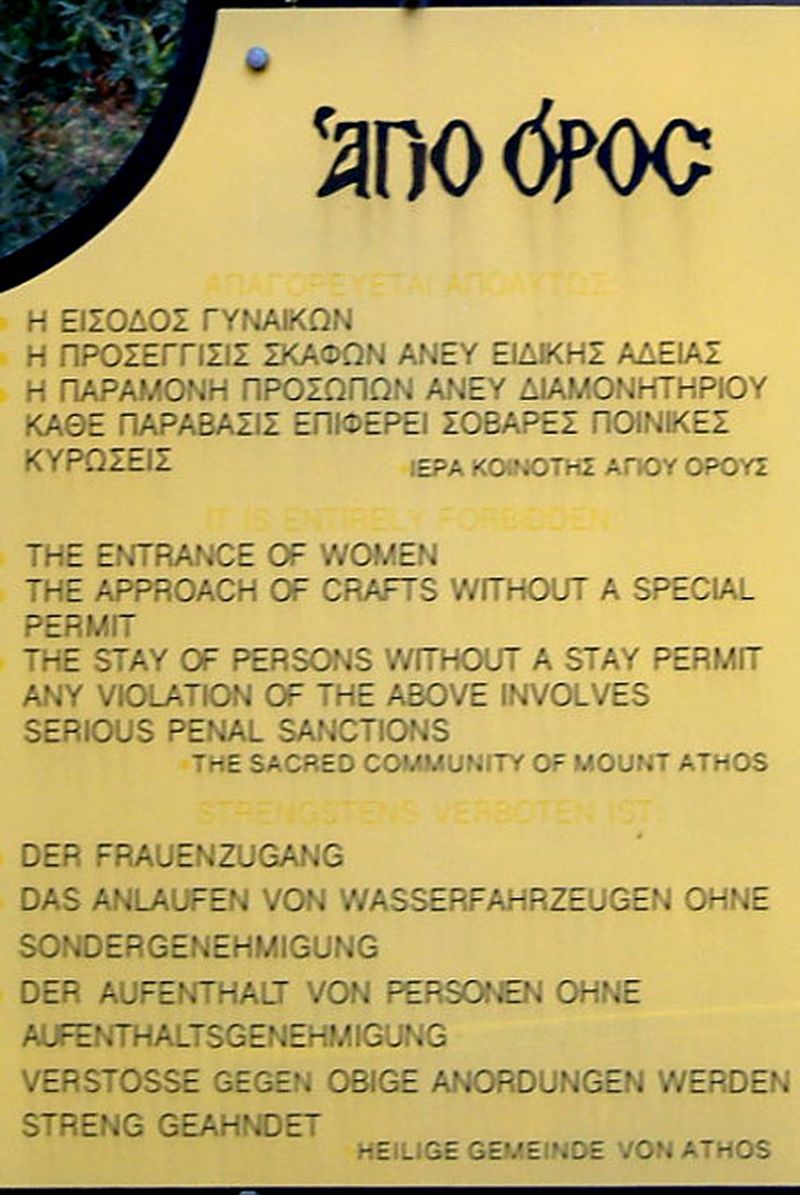 Ἅγιο Όρος
ΑΠΑΓΟΡΕΥΕΤΑΙ ΑΠΟΛΥΤΩΣ:
Η ΕΙΣΟΔΟΣ ΓΥΝΑΙΚΩΝ
Η ΠΡΟΣΕΓΓΙΣΙΣ ΣΚΑΦΩΝ ΑΝΕΥ ΕΙΔΙΚΗΣ ΑΔΕΙΑΣ
Η ΠΑΡΑΜΟΝΗ ΠΡΟΣΩΠΩΝ ΑΝΕΥ ΔΙΑΜΟΝΗΤΗΡΙΟΥ
ΚΑΘΕ ΠΑΡΑΒΑΣΙΣ ΕΠΙΦΕΡΕΙ ΣΟΒΑΡΕΣ ΠΟΙΝΙΚΕΣ
ΚΥΡΩΣΕΙΣ
ΙΕΡΑ ΚΟΙΝΟΤΗΣ ΑΓΙΟΥ ΟΡΟΥΣ
IT IS ENTIRELY FORBIDDEN:
THE ENTRANCE OF WOMEN
THE APPROACH OF CRAFTS WITHOUT A SPECIAL
PERMIT
THE STAY OF PERSONS WITHOUT A STAY PERMIT
ANY VIOLATION OF THE ABOVE INVOLVES
SERIOUS PENAL SANCTIONS
THE SACRED COMMUNITY OF MOUNT ATHOS
STRENGSTENS VERBOTEN IST:
DER FRAUENZUGANG
DAS ANLAUFEN VON WASSERFAHRZEUGEN OHNE
SONDERGENEHMIGUNG
DER AUFENTHALT VON PERSONEN OHNE
AUFENTHALTSGENEHMIGUNG
VERSTOSSE GEGEN OBIGE ANORDUNGEN WERDEN
STRENG GEAHNDET
HEILIGE GEMEINDE VON ATHOS